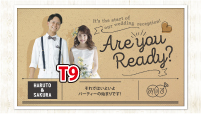 It's the start of
our wedding reception!
Are you
Ready?
T9
HARUTO
&
SAKURA
それではいよいよ
パーティーの始まりです!